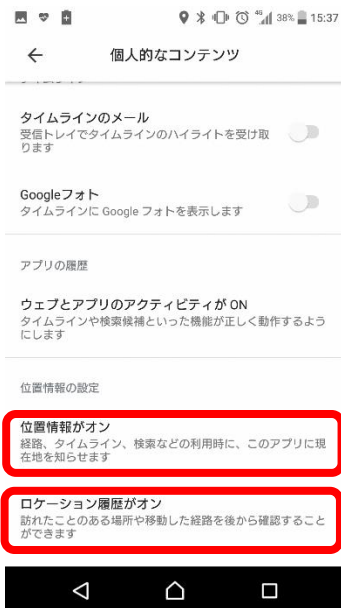 38% 15:37
個人的なコンテンツ
タイムラインのメール
受信トレイでタイムラインのハイライトを受け取
ります
Googleフォト
タイムラインに Google フォトを表示します
アプリの履歴
ウェブとアプリのアクティビティが ON
タイムラインや検索候補といった機能が正しく動作するよう
にします
位置情報の設定
位置情報がオン
経路、タイムライン、検索などの利用時に、このアプリに現
在地を知らせます
ロケーション履歴がオン
訪れたことのある場所や移動した経路を後から確認すること
ができます